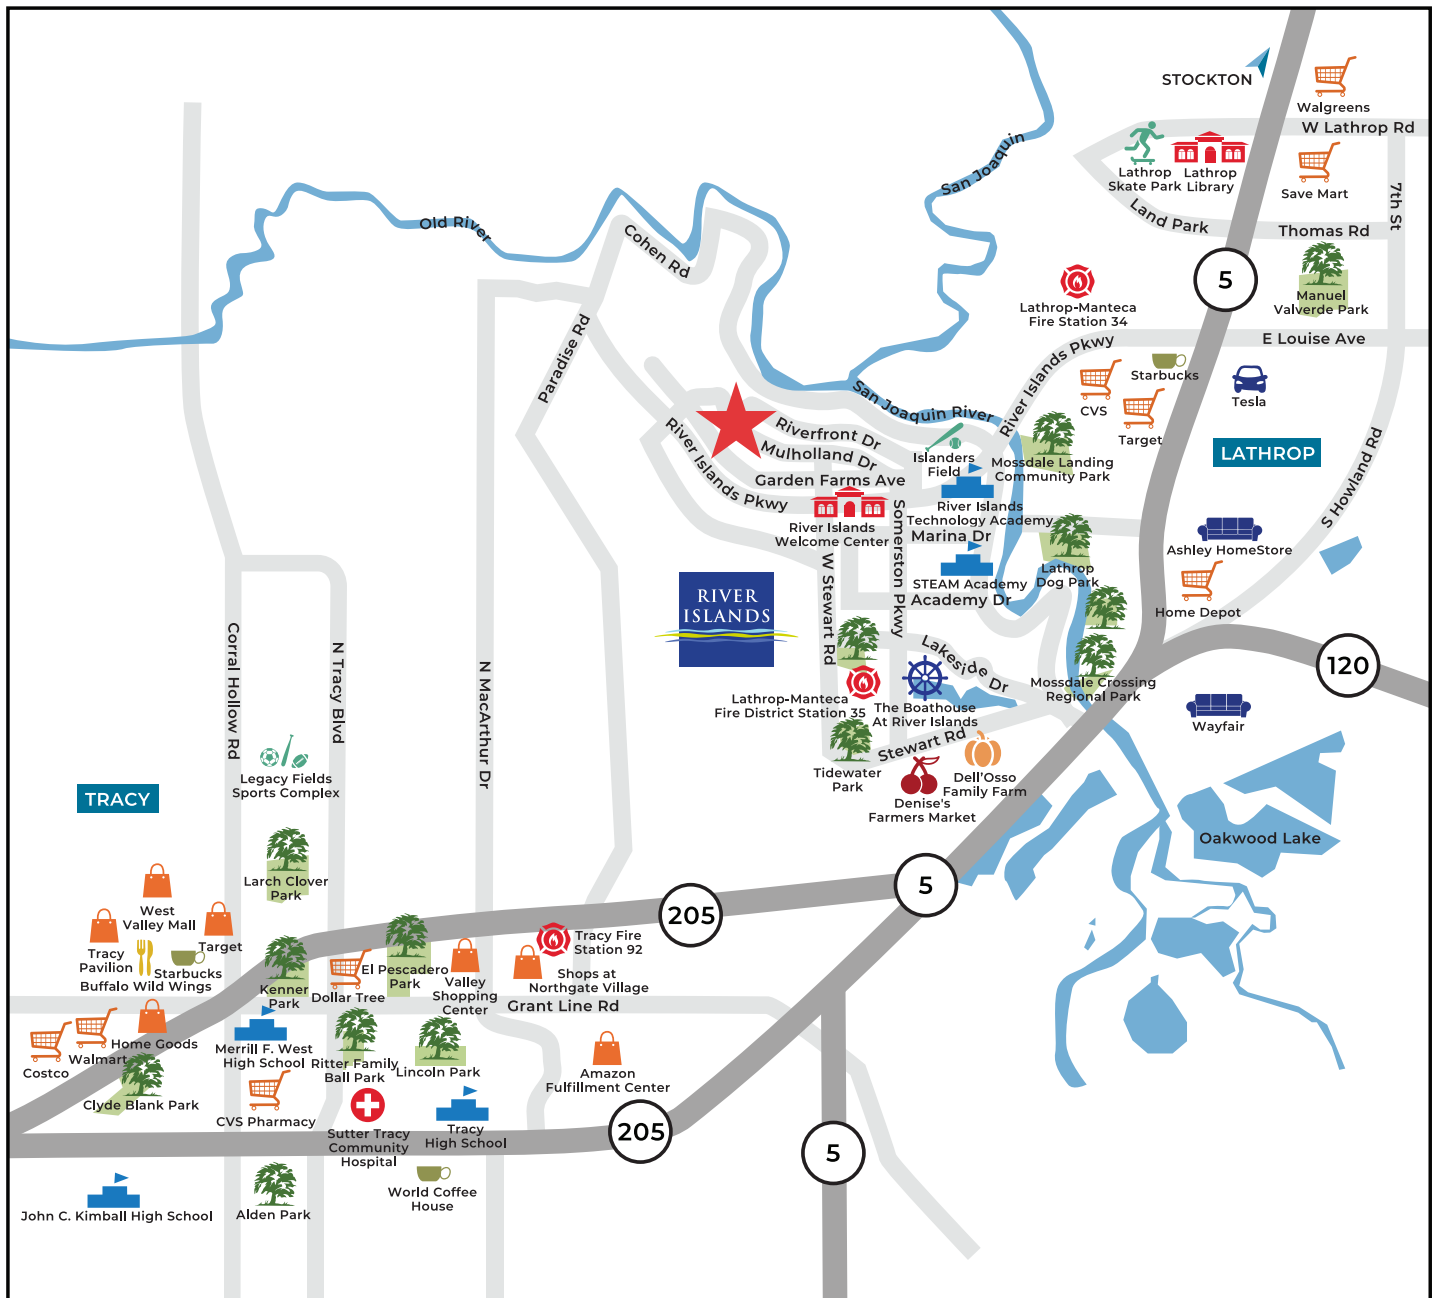 STOCKTON
Walgreens
W Lathrop Rd
Lathrop
Skate Park
Lathrop
Library
Save Mart
7th St
San Joaquin
Land Park
Thomas Rd
Old River
Cohen Rd
5
Manuel
Valverde Park
Lathrop-Manteca
Fire Station 34
E Louise Ave
River Islands Pkwy
Starbucks
Tesla
CVS
Target
Paradise Rd
San Joaquin River
Riverfront Dr
Mulholland Dr
Garden Farms Ave
River Islands Pkwy
Islanders
Field
Mossdale Landing
Community Park
LATHROP
S Howland Rd
River Islands
Technology Academy
River Islands
Welcome Center
Somerston Pkwy
Marina Dr
Ashley HomeStore
Lathrop
Dog Park
STEAM Academy
Academy Dr
Home Depot
RIVER
ISLANDS
W Stewart Rd
Lakeside Dr
120
Mossdale Crossing
Regional Park
Lathrop-Manteca
Fire District Station 35
The Boathouse
At River Islands
Wayfair
Stewart Rd
Tidewater
Park
Dell'Osso
Family Farm
Denise's
Farmers Market
Oakwood Lake
Corral Hollow Rd
N Tracy Blvd
N MacArthur Dr
Legacy Fields
Sports Complex
TRACY
Larch Clover
Park
5
205
West
Valley Mall
Target
Tracy
Pavilion
Starbucks
Buffalo Wild Wings
Tracy Fire
Station 92
El Pescadero
Park
Valley
Shopping
Center
Shops at
Northgate Village
Kenner
Park
Dollar Tree
Grant Line Rd
Home Goods
Walmart
Costco
Merrill F. West
High School
Ritter Family
Ball Park
Lincoln Park
Amazon
Fulfillment Center
Clyde Blank Park
CVS Pharmacy
Sutter Tracy
Community
Hospital
Tracy
High School
205
5
World Coffee
House
John C. Kimball High School
Alden Park